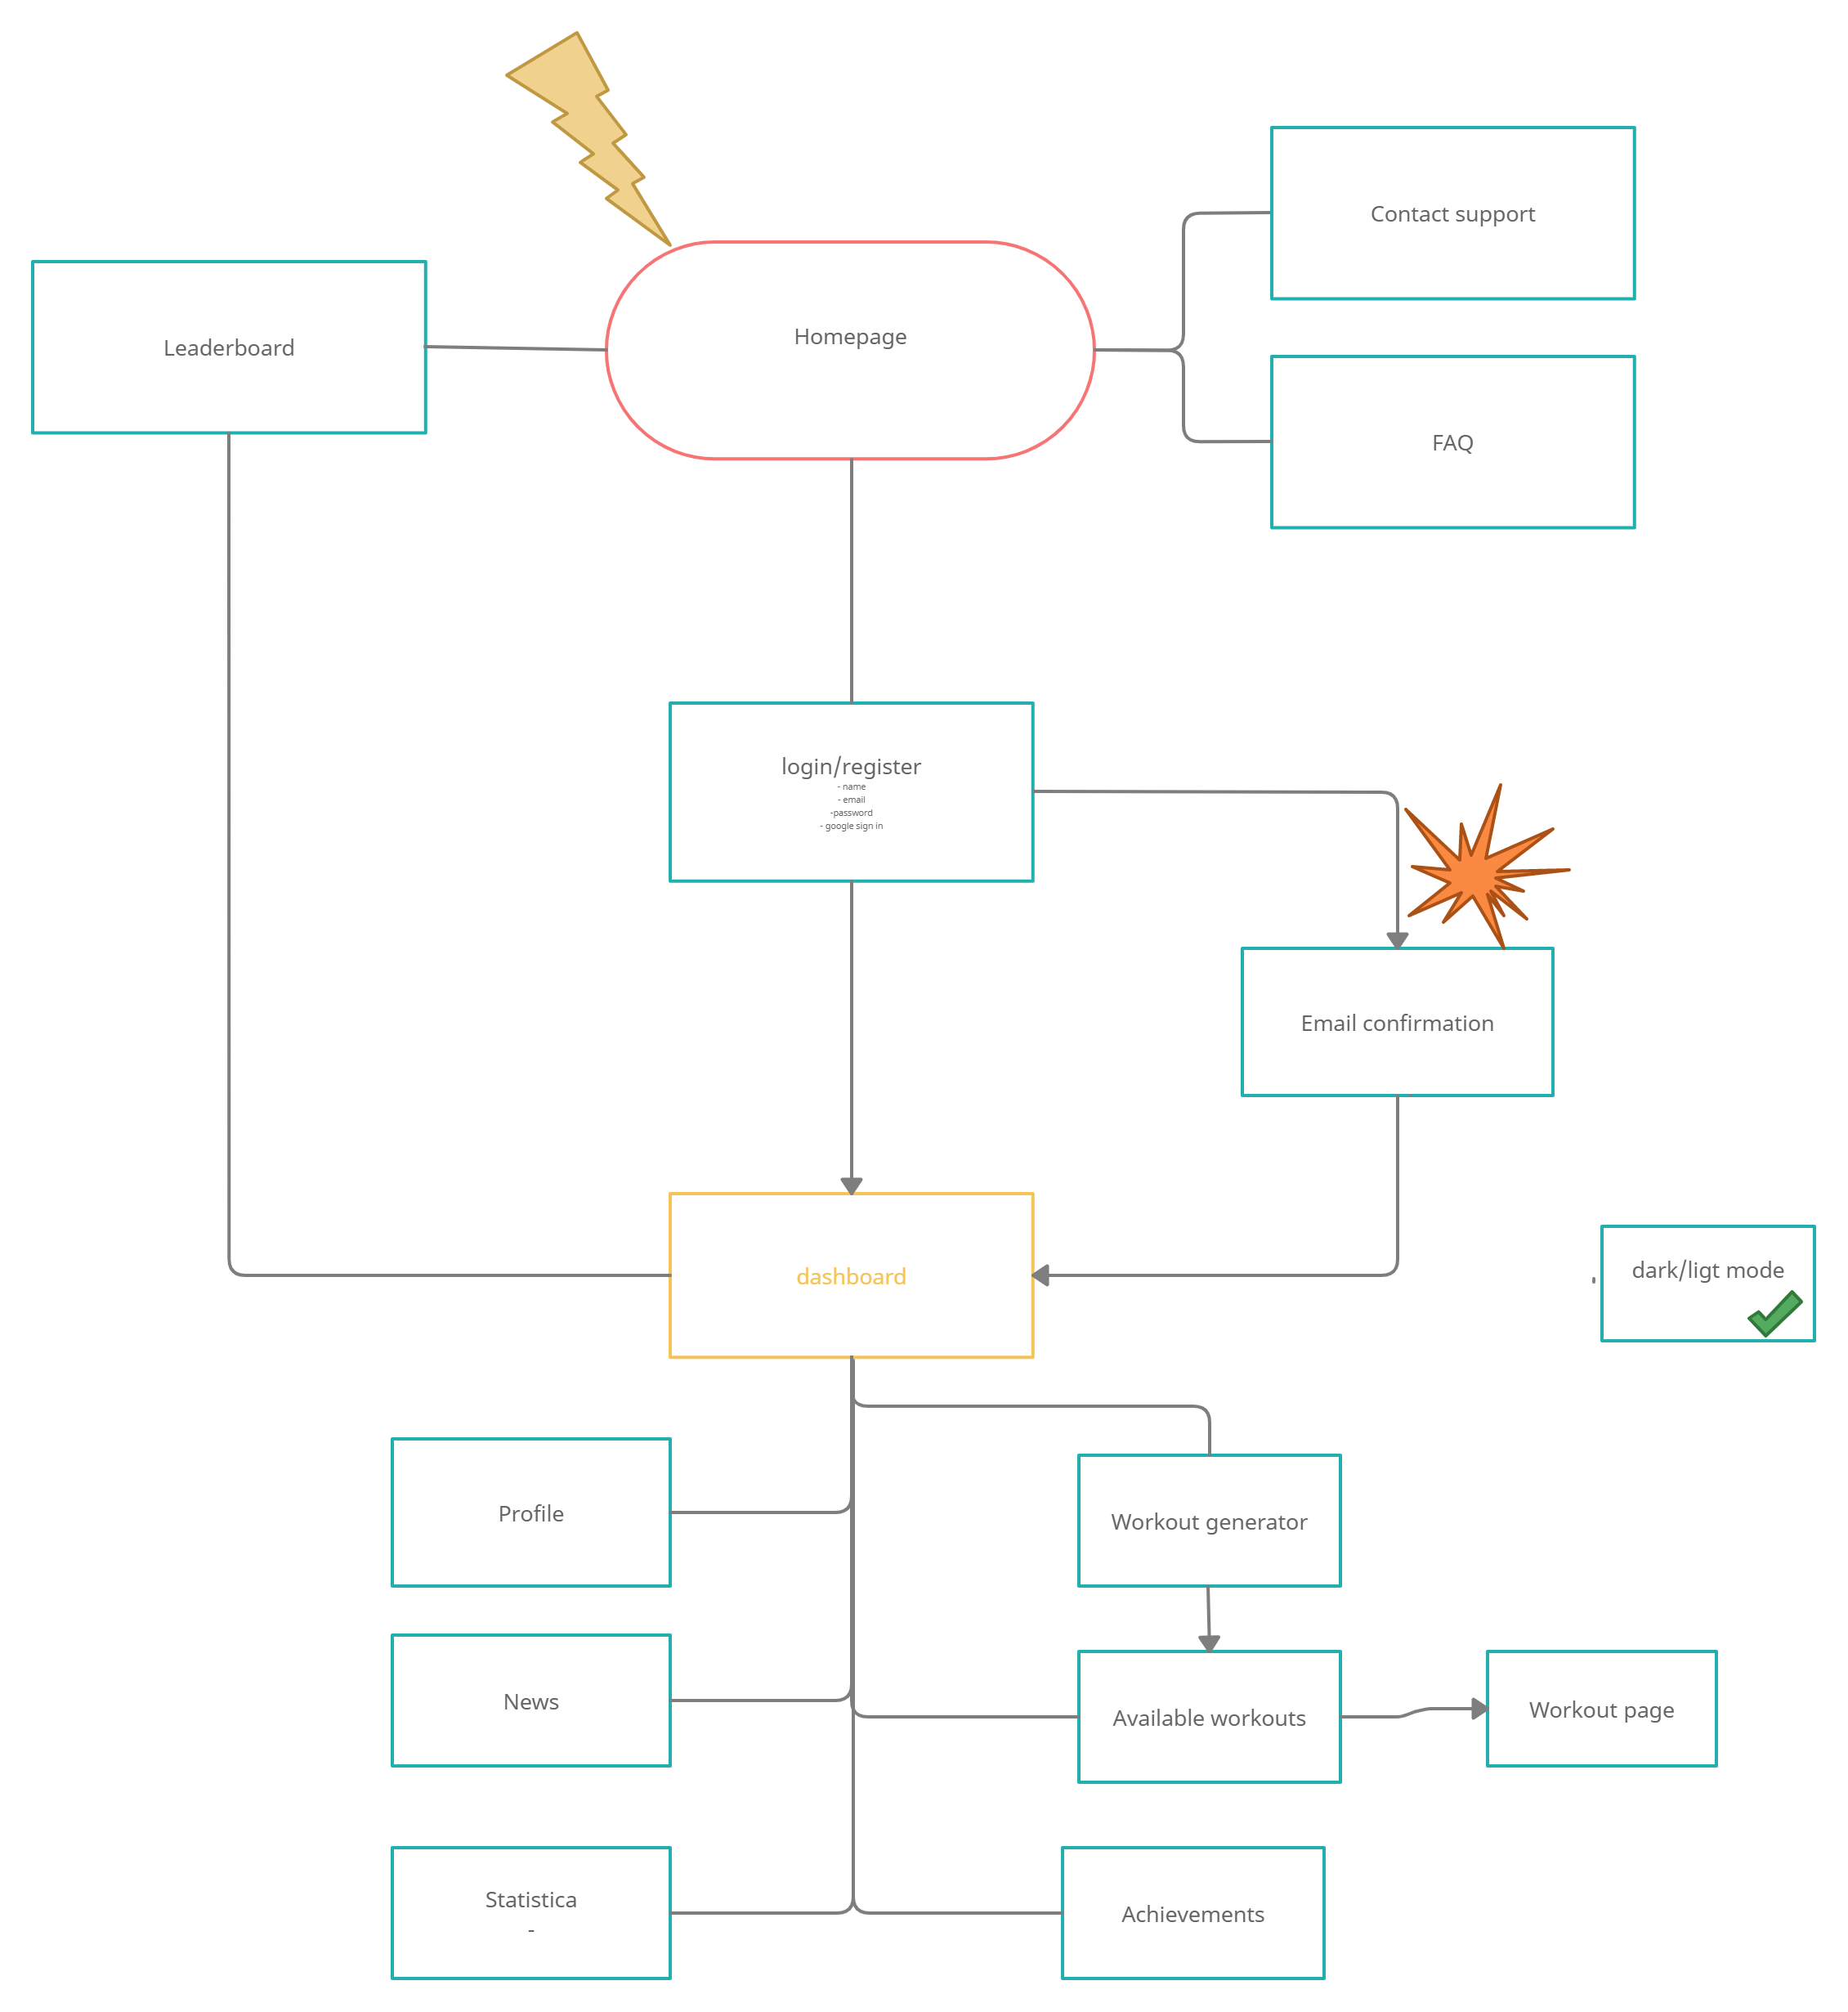 Contact support
Homepage
Leaderboard
FAQ
login/register
- name
- email
-password
- google sign in
Email confirmation
dashboard
dark/ligt mode
Profile
Workout generator
News
Available workouts
Workout page
Statistica
-
Achievements